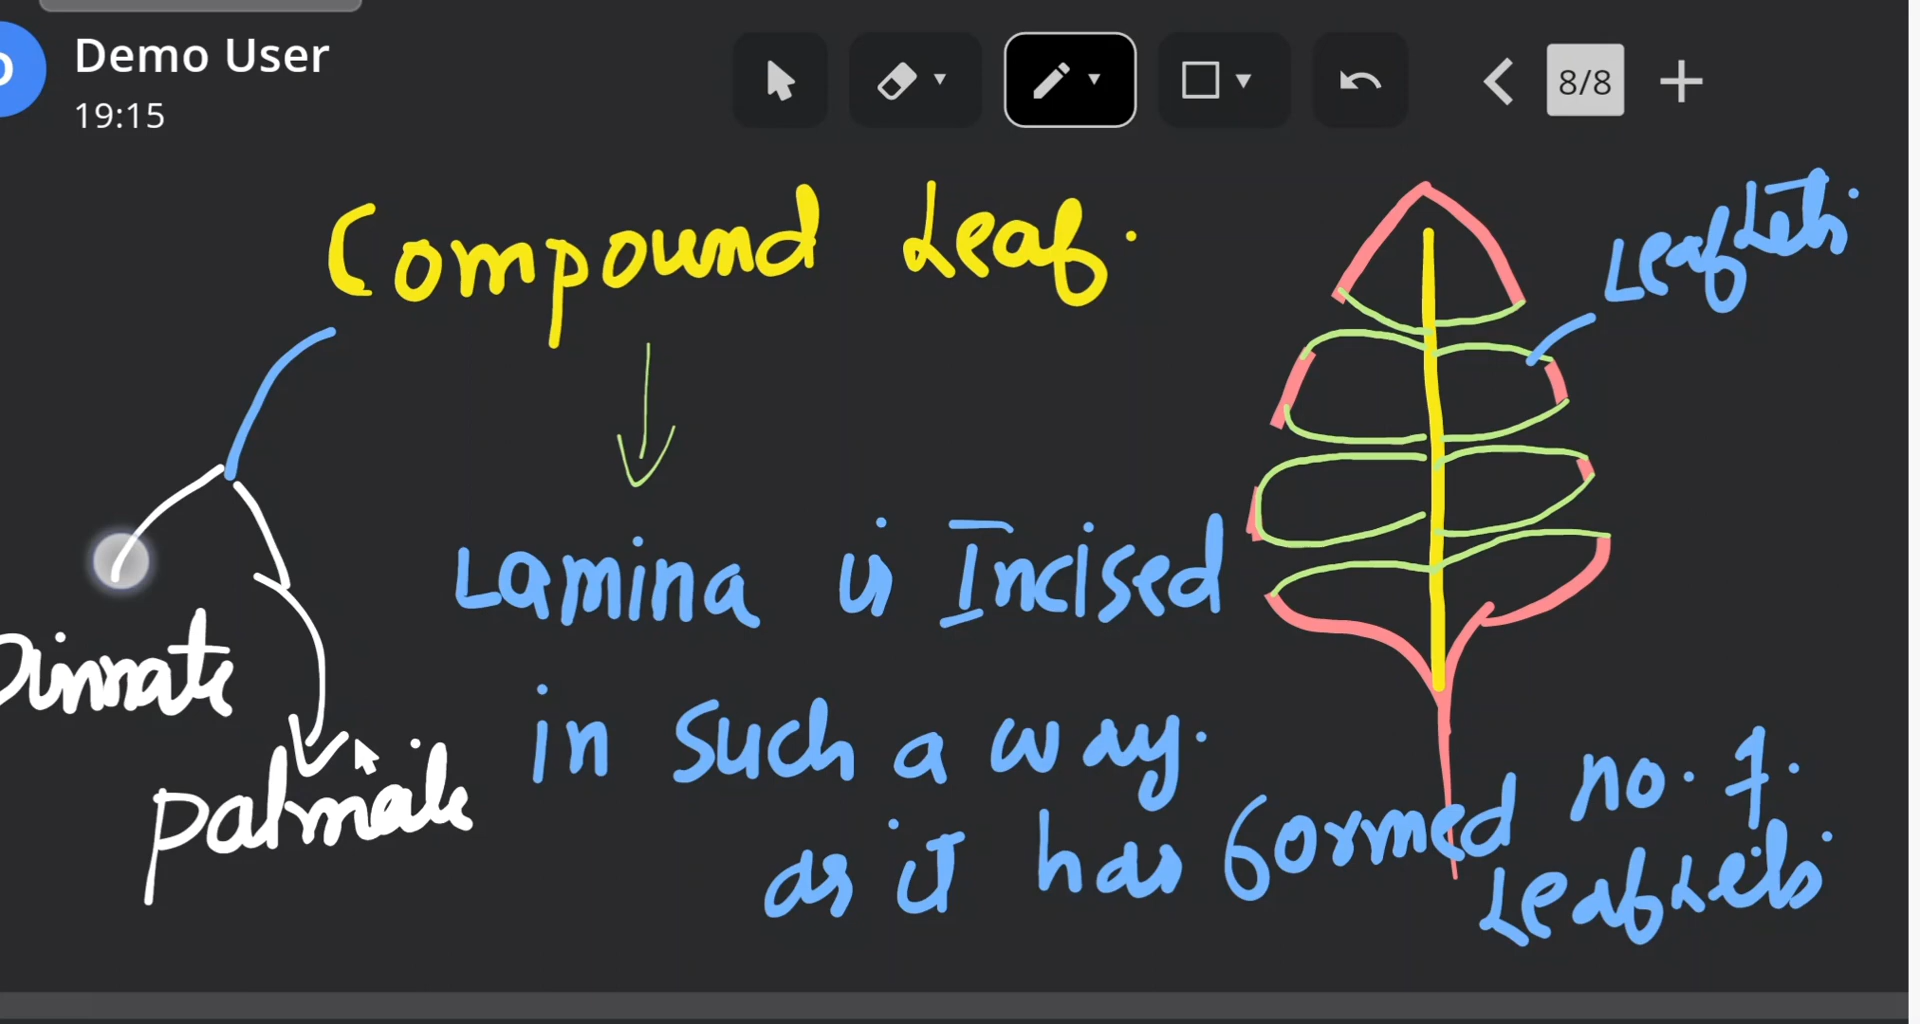 Demo User
19:15
8/8
Compound Leaf.
Leaflets.
Lamina is Incised
in such a way.
as it has formed no. of.
Leaflets
Pinnate
palmate